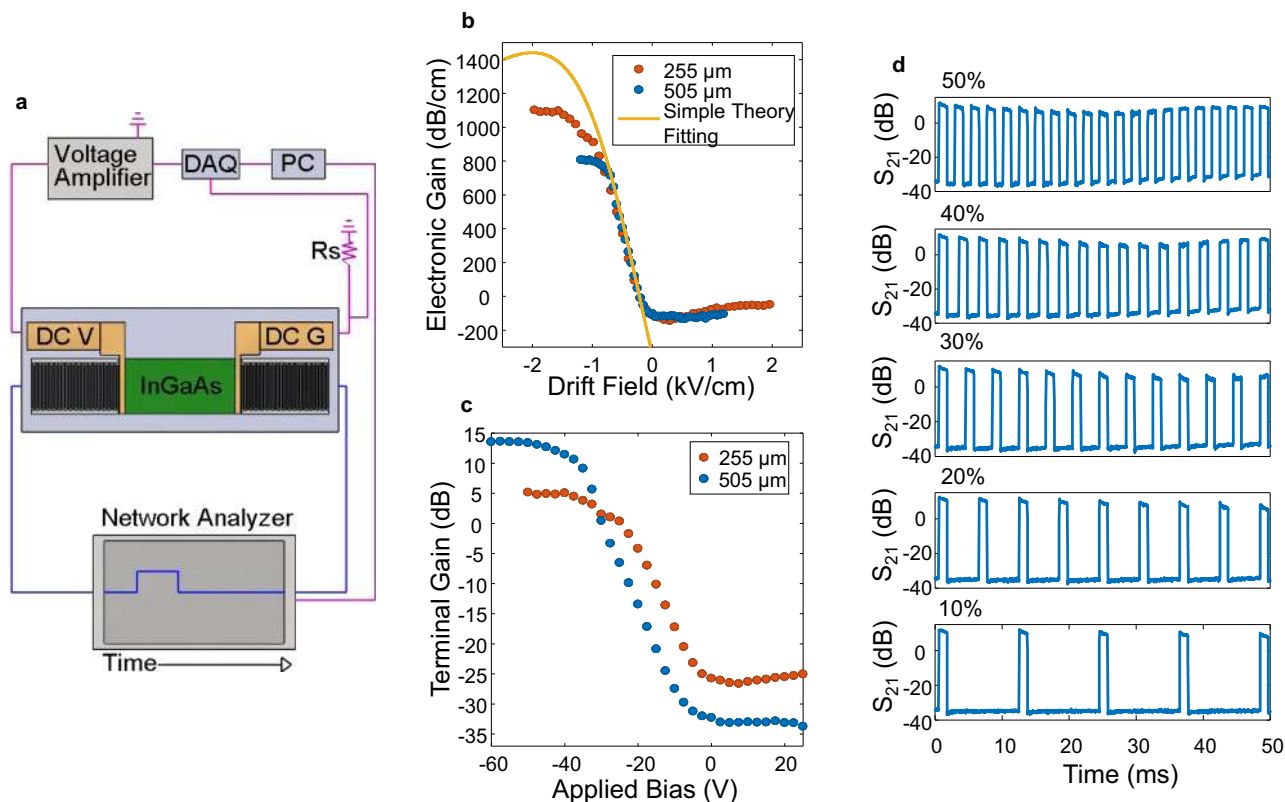 a
Voltage
Amplifier
DAQ
PC
Rs
DC V
DC G
InGaAs
Network Analyzer
Time
b
Electronic Gain (dB/cm)
1400
1200
1000
800
600
400
200
0
-200
255 µm
505 µm
Simple Theory
Fitting
-2
-1
0
1
2
Drift Field (kV/cm)
c
Terminal Gain (dB)
15
10
5
0
-5
-10
-15
-20
-25
-30
-35
255 µm
505 µm
-60
-40
-20
0
20
Applied Bias (V)
d
50%
S21 (dB)
0
-20
-40
40%
S21 (dB)
0
-20
-40
30%
S21 (dB)
0
-20
-40
20%
S21 (dB)
0
-20
-40
10%
S21 (dB)
0
-20
-40
0
10
20
30
40
50
Time (ms)